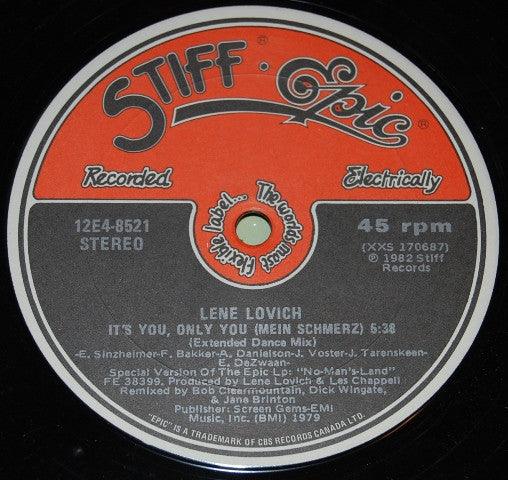 STIFF® · Epic®
Recorded
Electrically
The worlds most
flexible label...
12E4-8521
STEREO
45 rpm
(XXS 170687)
℗ 1982 Stiff
Records
LENE LOVICH
IT'S YOU, ONLY YOU (MEIN SCHMERZ) 5:38
(Extended Dance Mix)
-E. Sinzheimer-F. Bakker-A. Danielson-J. Voster-J. Tarenskeen-
E. DeZwaan-
Special Version Of The Epic Lp: "No-Man's-Land"
FE 38399. Produced by Lene Lovich & Les Chappell
Remixed by Bob Clearmountain, Dick Wingate,
& Jane Brinton
Publisher: Screen Gems-EMi
Music, Inc. (BMI) 1979
"EPIC" IS A TRADEMARK OF CBS RECORDS CANADA LTD.